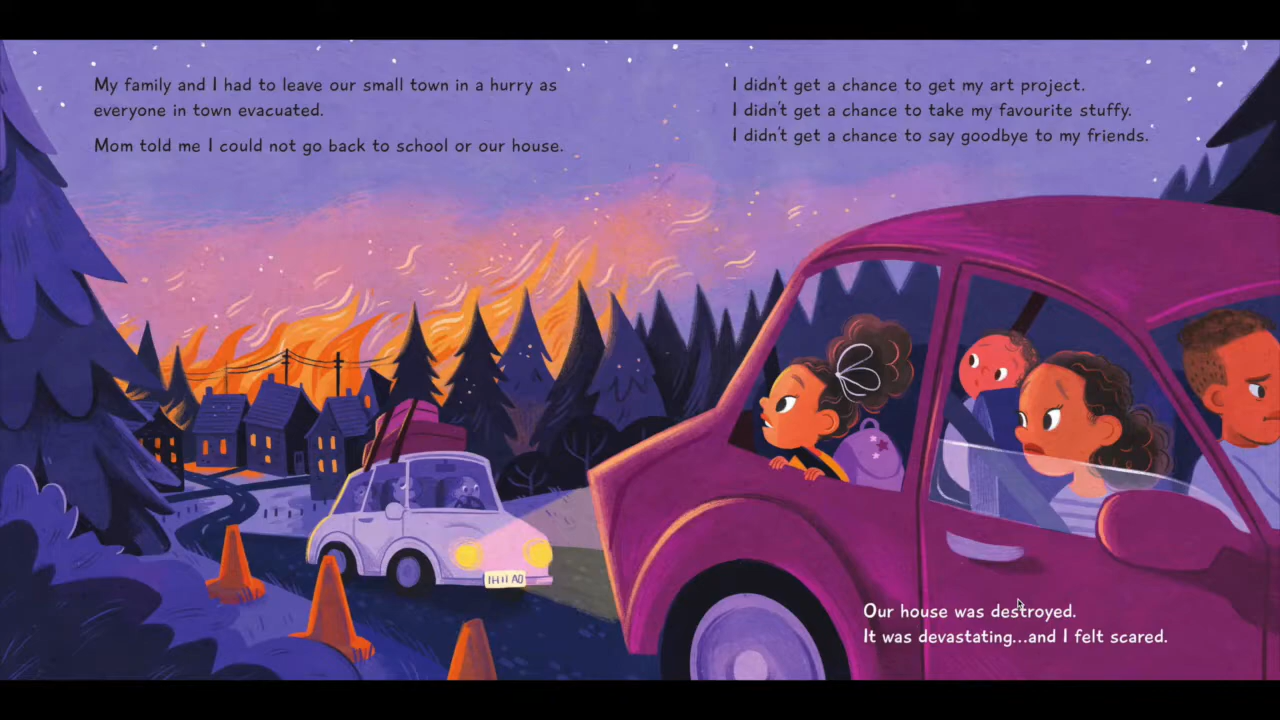 My family and I had to leave our small town in a hurry as
everyone in town evacuated.
Mom told me I could not go back to school or our house.
I didn't get a chance to get my art project.
I didn't get a chance to take my favourite stuffy.
I didn't get a chance to say goodbye to my friends.
Our house was destroyed.
It was devastating...and I felt scared.